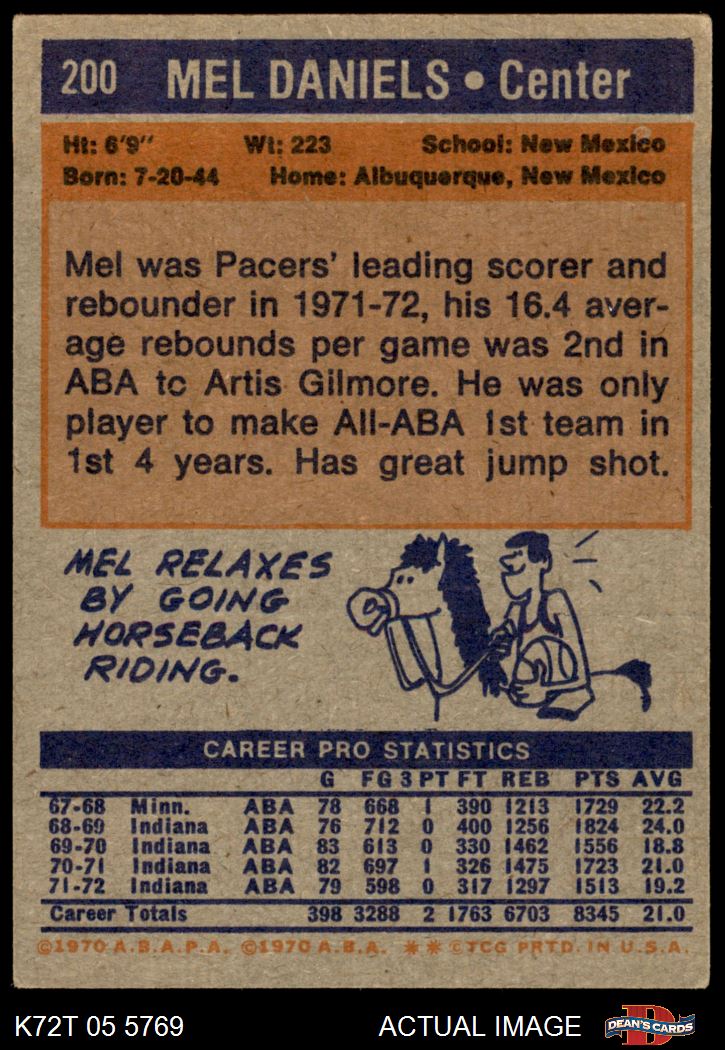 200 MEL DANIELS • Center
Ht: 6'9" Wt: 223 School: New Mexico
Born: 7-20-44 Home: Albuquerque, New Mexico
Mel was Pacers' leading scorer and
rebounder in 1971-72, his 16.4 aver-
age rebounds per game was 2nd in
ABA tc Artis Gilmore. He was only
player to make All-ABA 1st team in
1st 4 years. Has great jump shot.
MEL RELAXES
BY GOING
HORSEBACK
RIDING.
CAREER PRO STATISTICS
G FG 3 PT FT REB PTS AVG
67-68 Minn. ABA 78 668 1 390 1213 1729 22.2
68-69 Indiana ABA 76 712 0 400 1256 1824 24.0
69-70 Indiana ABA 83 613 0 330 1462 1556 18.8
70-71 Indiana ABA 82 697 1 326 1475 1723 21.0
71-72 Indiana ABA 79 598 0 317 1297 1513 19.2
Career Totals 398 3288 2 1763 6703 8345 21.0
©1970 A.B.A.P.A. ©1970 A.B.A. ** ©TCG PRTD. IN U.S.A.
K72T 05 5769 ACTUAL IMAGE DEAN'S CARDS